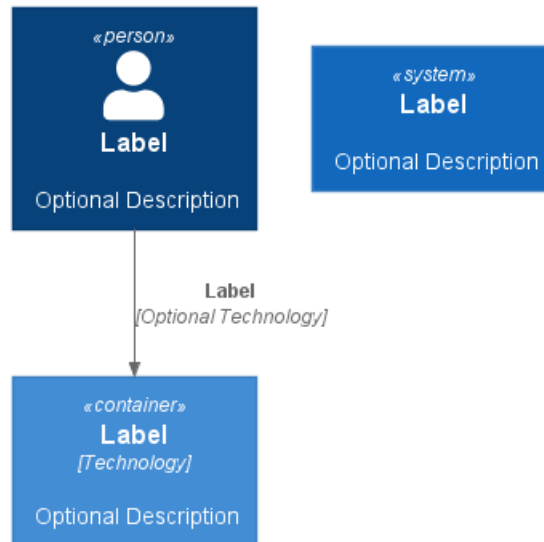 «person»
Label
Optional Description
«system»
Label
Optional Description
Label
[Optional Technology]
«container»
Label
[Technology]
Optional Description